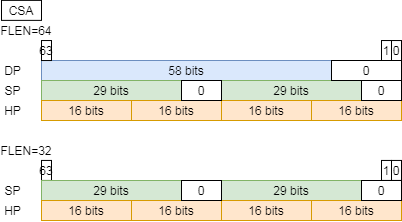 CSA
FLEN=64
63 1 0
DP 58 bits 0
SP 29 bits 0 29 bits 0
HP 16 bits 16 bits 16 bits 16 bits
FLEN=32
63 1 0
SP 29 bits 0 29 bits 0
HP 16 bits 16 bits 16 bits 16 bits